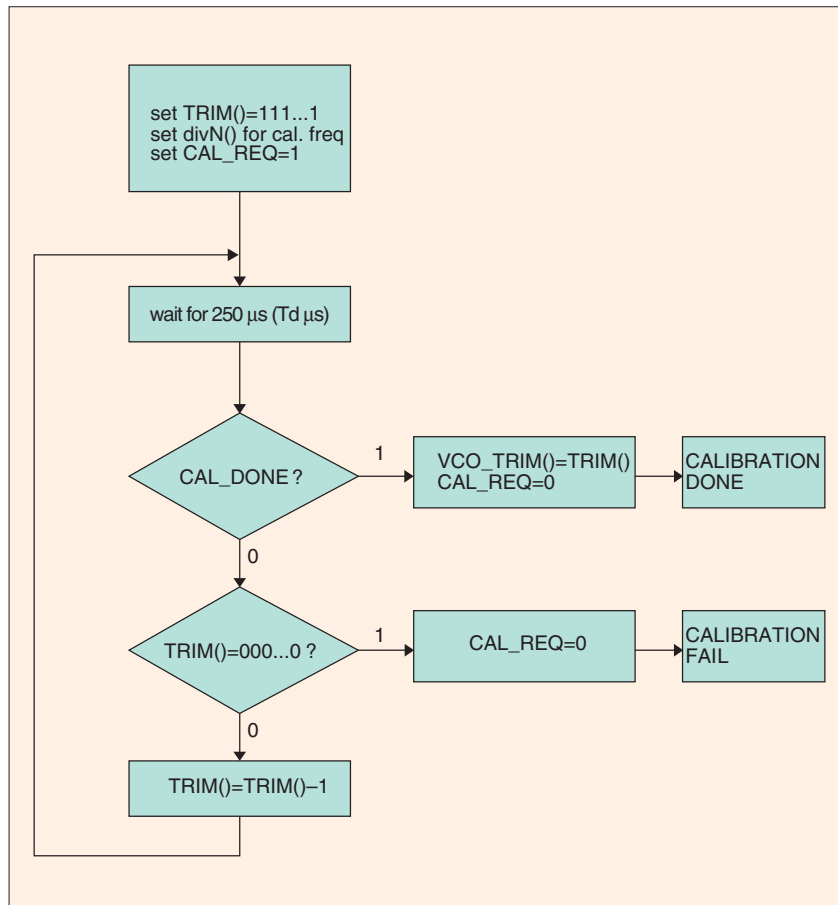 set TRIM()=111...1
set divN() for cal. freq
set CAL_REQ=1
wait for 250 µs (Td µs)
CAL_DONE ?
1
VCO_TRIM()=TRIM()
CAL_REQ=0
CALIBRATION
DONE
0
TRIM()=000...0 ?
1
CAL_REQ=0
CALIBRATION
FAIL
0
TRIM()=TRIM()–1